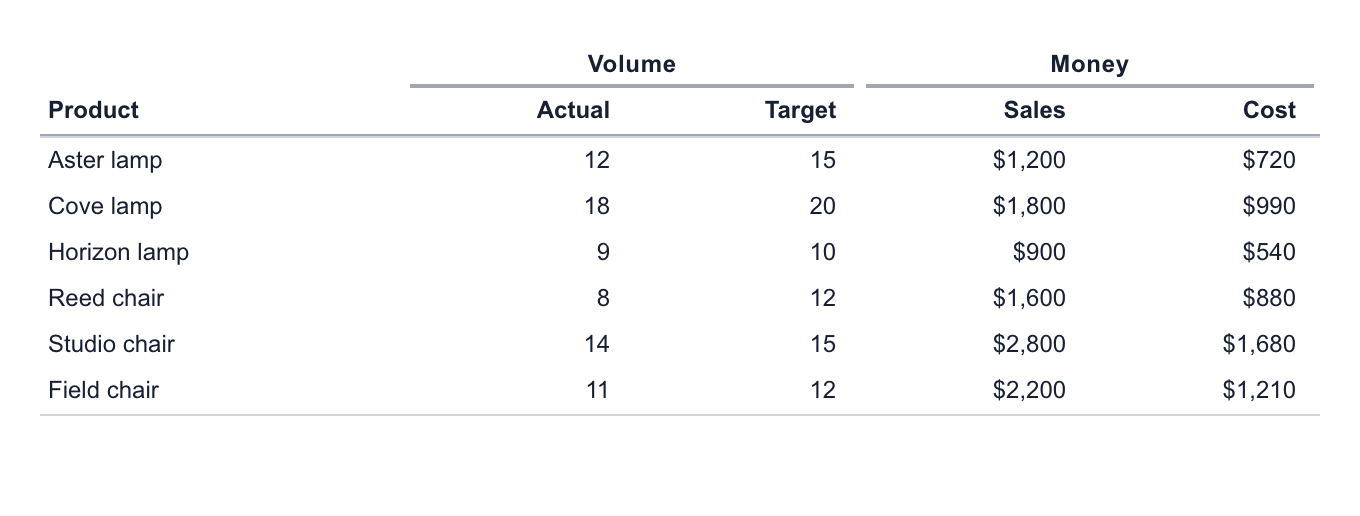 Volume Money
Product Actual Target Sales Cost
Aster lamp 12 15 $1,200 $720
Cove lamp 18 20 $1,800 $990
Horizon lamp 9 10 $900 $540
Reed chair 8 12 $1,600 $880
Studio chair 14 15 $2,800 $1,680
Field chair 11 12 $2,200 $1,210